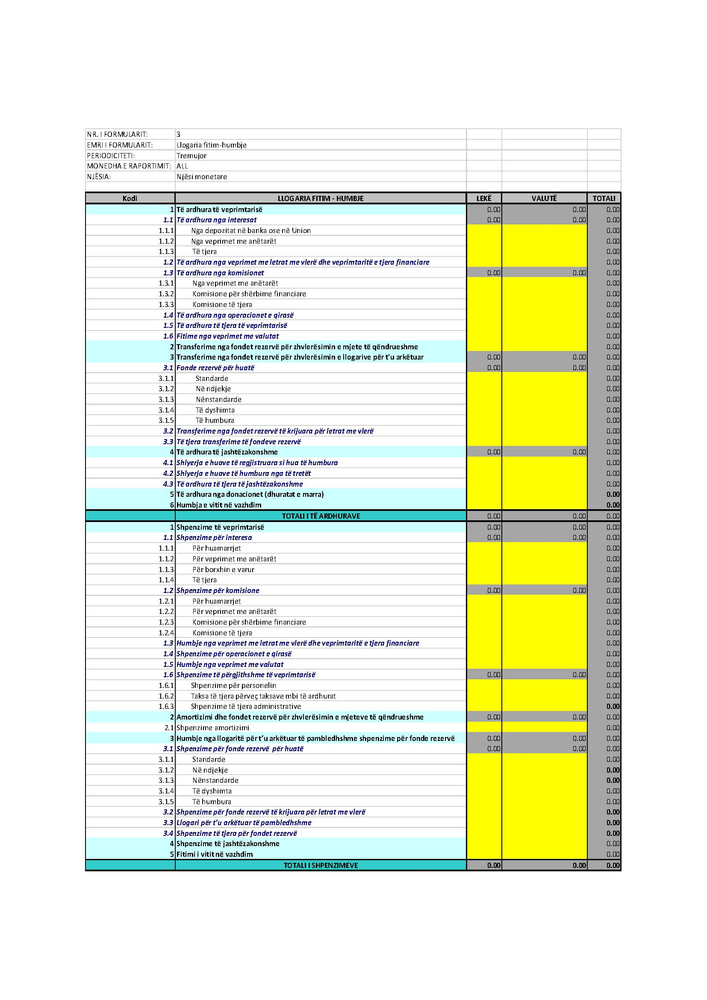 NR. I FORMULARIT: 3
EMRI I FORMULARIT: Llogaria fitim-humbje
PERIODICITETI: Tremujor
MONEDHA E RAPORTIMIT: ALL
NJËSIA: Njësi monetare
Kodi LLOGARIA FITIM - HUMBJE LEKË VALUTË TOTALI
1 Të ardhura të veprimtarisë 0.00 0.00 0.00
1.1 Të ardhura nga interesat 0.00 0.00 0.00
1.1.1 Nga depozitat në banka ose në Union 0.00
1.1.2 Nga veprimet me anëtarët 0.00
1.1.3 Të tjera 0.00
1.2 Të ardhura nga veprimet me letrat me vlerë dhe veprimtaritë e tjera financiare 0.00
1.3 Të ardhura nga komisionet 0.00 0.00 0.00
1.3.1 Nga veprimet me anëtarët 0.00
1.3.2 Komisione për shërbime financiare 0.00
1.3.3 Komisione të tjera 0.00
1.4 Të ardhura nga operacionet e qirasë 0.00
1.5 Të ardhura të tjera të veprimtarisë 0.00
1.6 Fitime nga veprimet me valutat 0.00
2 Transferime nga fondet rezervë për zhvlerësimin e mjete të qëndrueshme 0.00
3 Transferime nga fondet rezervë për zhvlerësimin e llogarive për t'u arkëtuar 0.00 0.00 0.00
3.1 Fonde rezervë për huatë 0.00 0.00 0.00
3.1.1 Standarde 0.00
3.1.2 Në ndjekje 0.00
3.1.3 Nënstandarde 0.00
3.1.4 Të dyshimta 0.00
3.1.5 Të humbura 0.00
3.2 Transferime nga fondet rezervë të krijuara për letrat me vlerë 0.00
3.3 Të tjera transferime të fondeve rezervë 0.00
4 Të ardhura të jashtëzakonshme 0.00 0.00 0.00
4.1 Shlyerja e huave të regjistruara si hua të humbura 0.00
4.2 Shlyerja e huave të humbura nga të tretët 0.00
4.3 Të ardhura të tjera të jashtëzakonshme 0.00
5 Të ardhura nga donacionet (dhuratat e marra) 0.00
6 Humbja e vitit në vazhdim 0.00
TOTALI I TË ARDHURAVE 0.00 0.00 0.00
1 Shpenzime të veprimtarisë 0.00 0.00 0.00
1.1 Shpenzime për interesa 0.00 0.00 0.00
1.1.1 Për huamarrjet 0.00
1.1.2 Për veprimet me anëtarët 0.00
1.1.3 Për borxhin e varur 0.00
1.1.4 Të tjera 0.00
1.2 Shpenzime për komisione 0.00 0.00 0.00
1.2.1 Për huamarrjet 0.00
1.2.2 Për veprimet me anëtarët 0.00
1.2.3 Komisione për shërbime financiare 0.00
1.2.4 Komisione të tjera 0.00
1.3 Humbje nga veprimet me letrat me vlerë dhe veprimtaritë e tjera financiare 0.00
1.4 Shpenzime për operacionet e qirasë 0.00
1.5 Humbje nga veprimet me valutat 0.00
1.6 Shpenzime të përgjithshme të veprimtarisë 0.00 0.00 0.00
1.6.1 Shpenzime për personelin 0.00
1.6.2 Taksa të tjera përveç taksave mbi të ardhurat 0.00
1.6.3 Shpenzime të tjera administrative 0.00
2 Amortizimi dhe fondet rezervë për zhvlerësimin e mjeteve të qëndrueshme 0.00 0.00 0.00
2.1 Shpenzime amortizimi 0.00
3 Humbje nga llogaritë për t’u arkëtuar të pambledhshme shpenzime për fonde rezervë 0.00 0.00 0.00
3.1 Shpenzime për fonde rezervë për huatë 0.00 0.00 0.00
3.1.1 Standarde 0.00
3.1.2 Në ndjekje 0.00
3.1.3 Nënstandarde 0.00
3.1.4 Të dyshimta 0.00
3.1.5 Të humbura 0.00
3.2 Shpenzime për fonde rezervë të krijuara për letrat me vlerë 0.00
3.3 Llogari për t’u arkëtuar të pambledhshme 0.00
3.4 Shpenzime të tjera për fondet rezervë 0.00
4 Shpenzime të jashtëzakonshme 0.00
5 Fitimi i vitit në vazhdim 0.00
TOTALI I SHPENZIMEVE 0.00 0.00 0.00